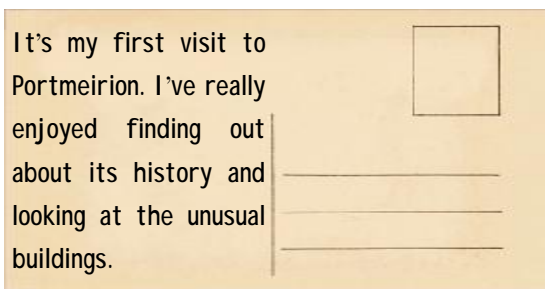 It's my first visit to
Portmeirion. I've really
enjoyed finding out
about its history and
looking at the unusual
buildings.